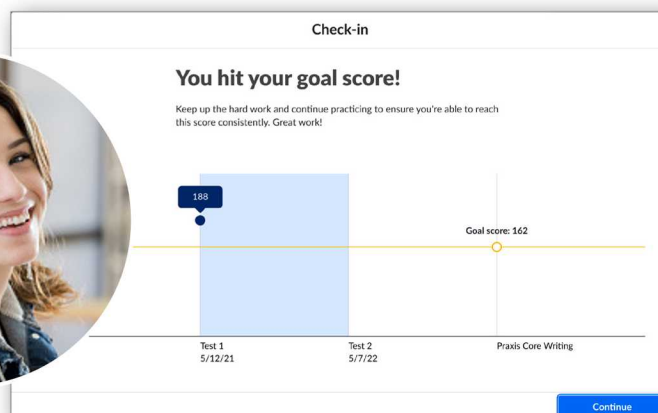 Check-in
You hit your goal score!
Keep up the hard work and continue practicing to ensure you're able to reach
this score consistently. Great work!
188
Goal score: 162
Test 1
5/12/21
Test 2
5/7/22
Praxis Core Writing
Continue